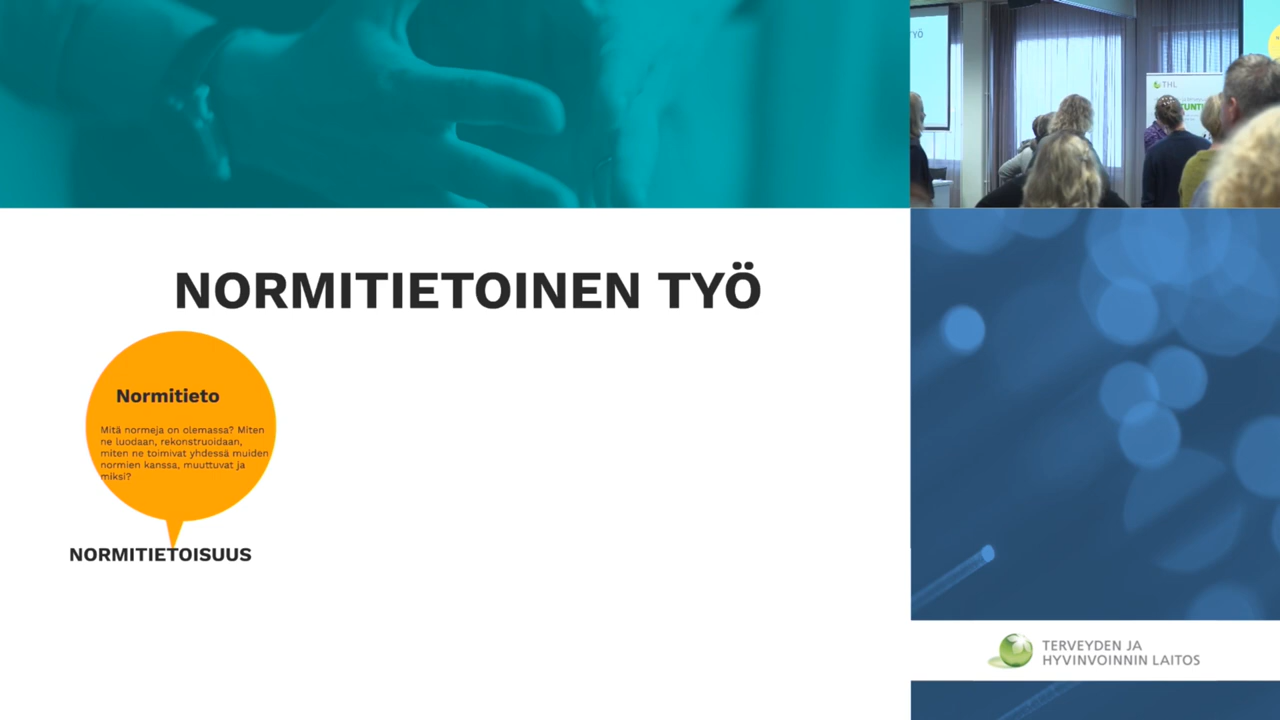 THL
NORMITIETOINEN TYÖ
Normitieto
Mitä normeja on olemassa? Miten
ne luodaan, rekonstruoidaan,
miten ne toimivat yhdessä muiden
normien kanssa, muuttuvat ja
miksi?
NORMITIETOISUUS
TERVEYDEN JA
HYVINVOINNIN LAITOS